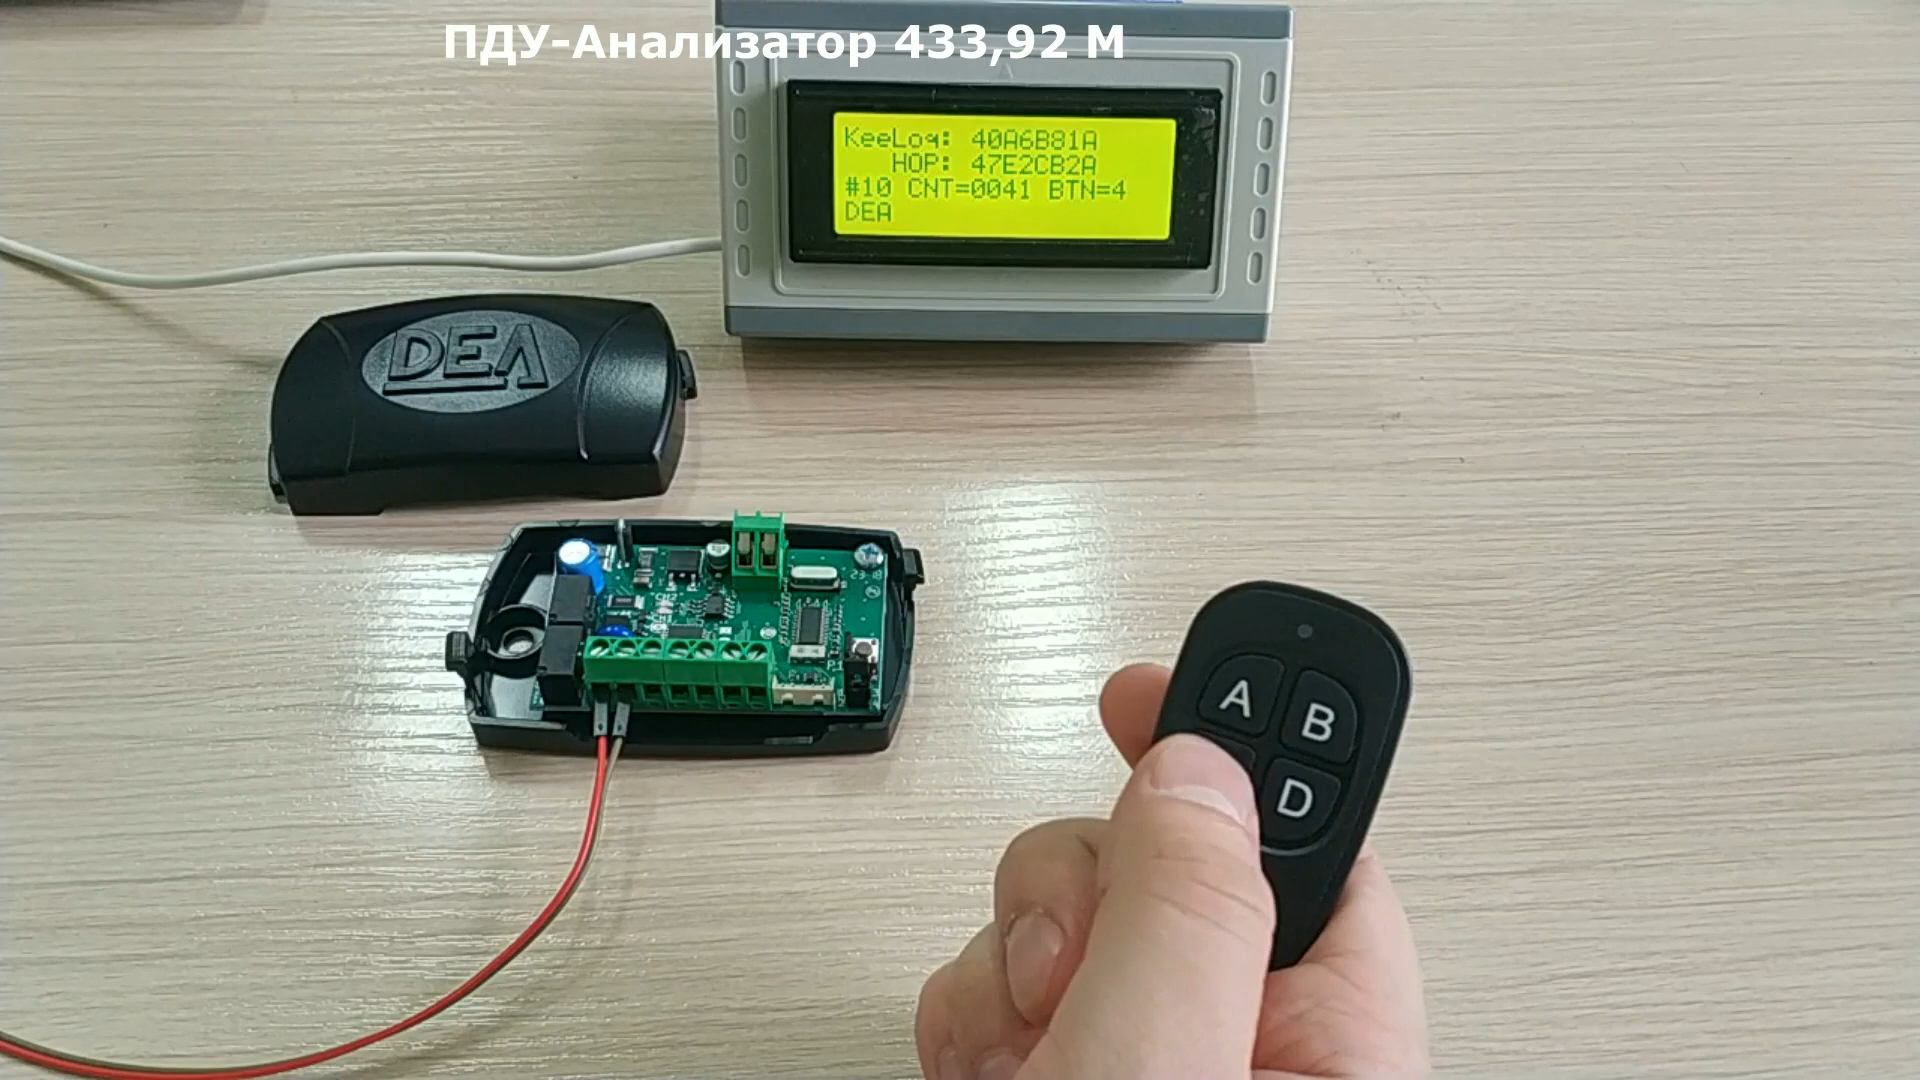 ПДУ-Анализатор 433,92 М
KeeLoq: 40A6B81A
HOP: 47E2CB2A
#10 CNT=0041 BTN=4
DEA
DEA
A
B
D